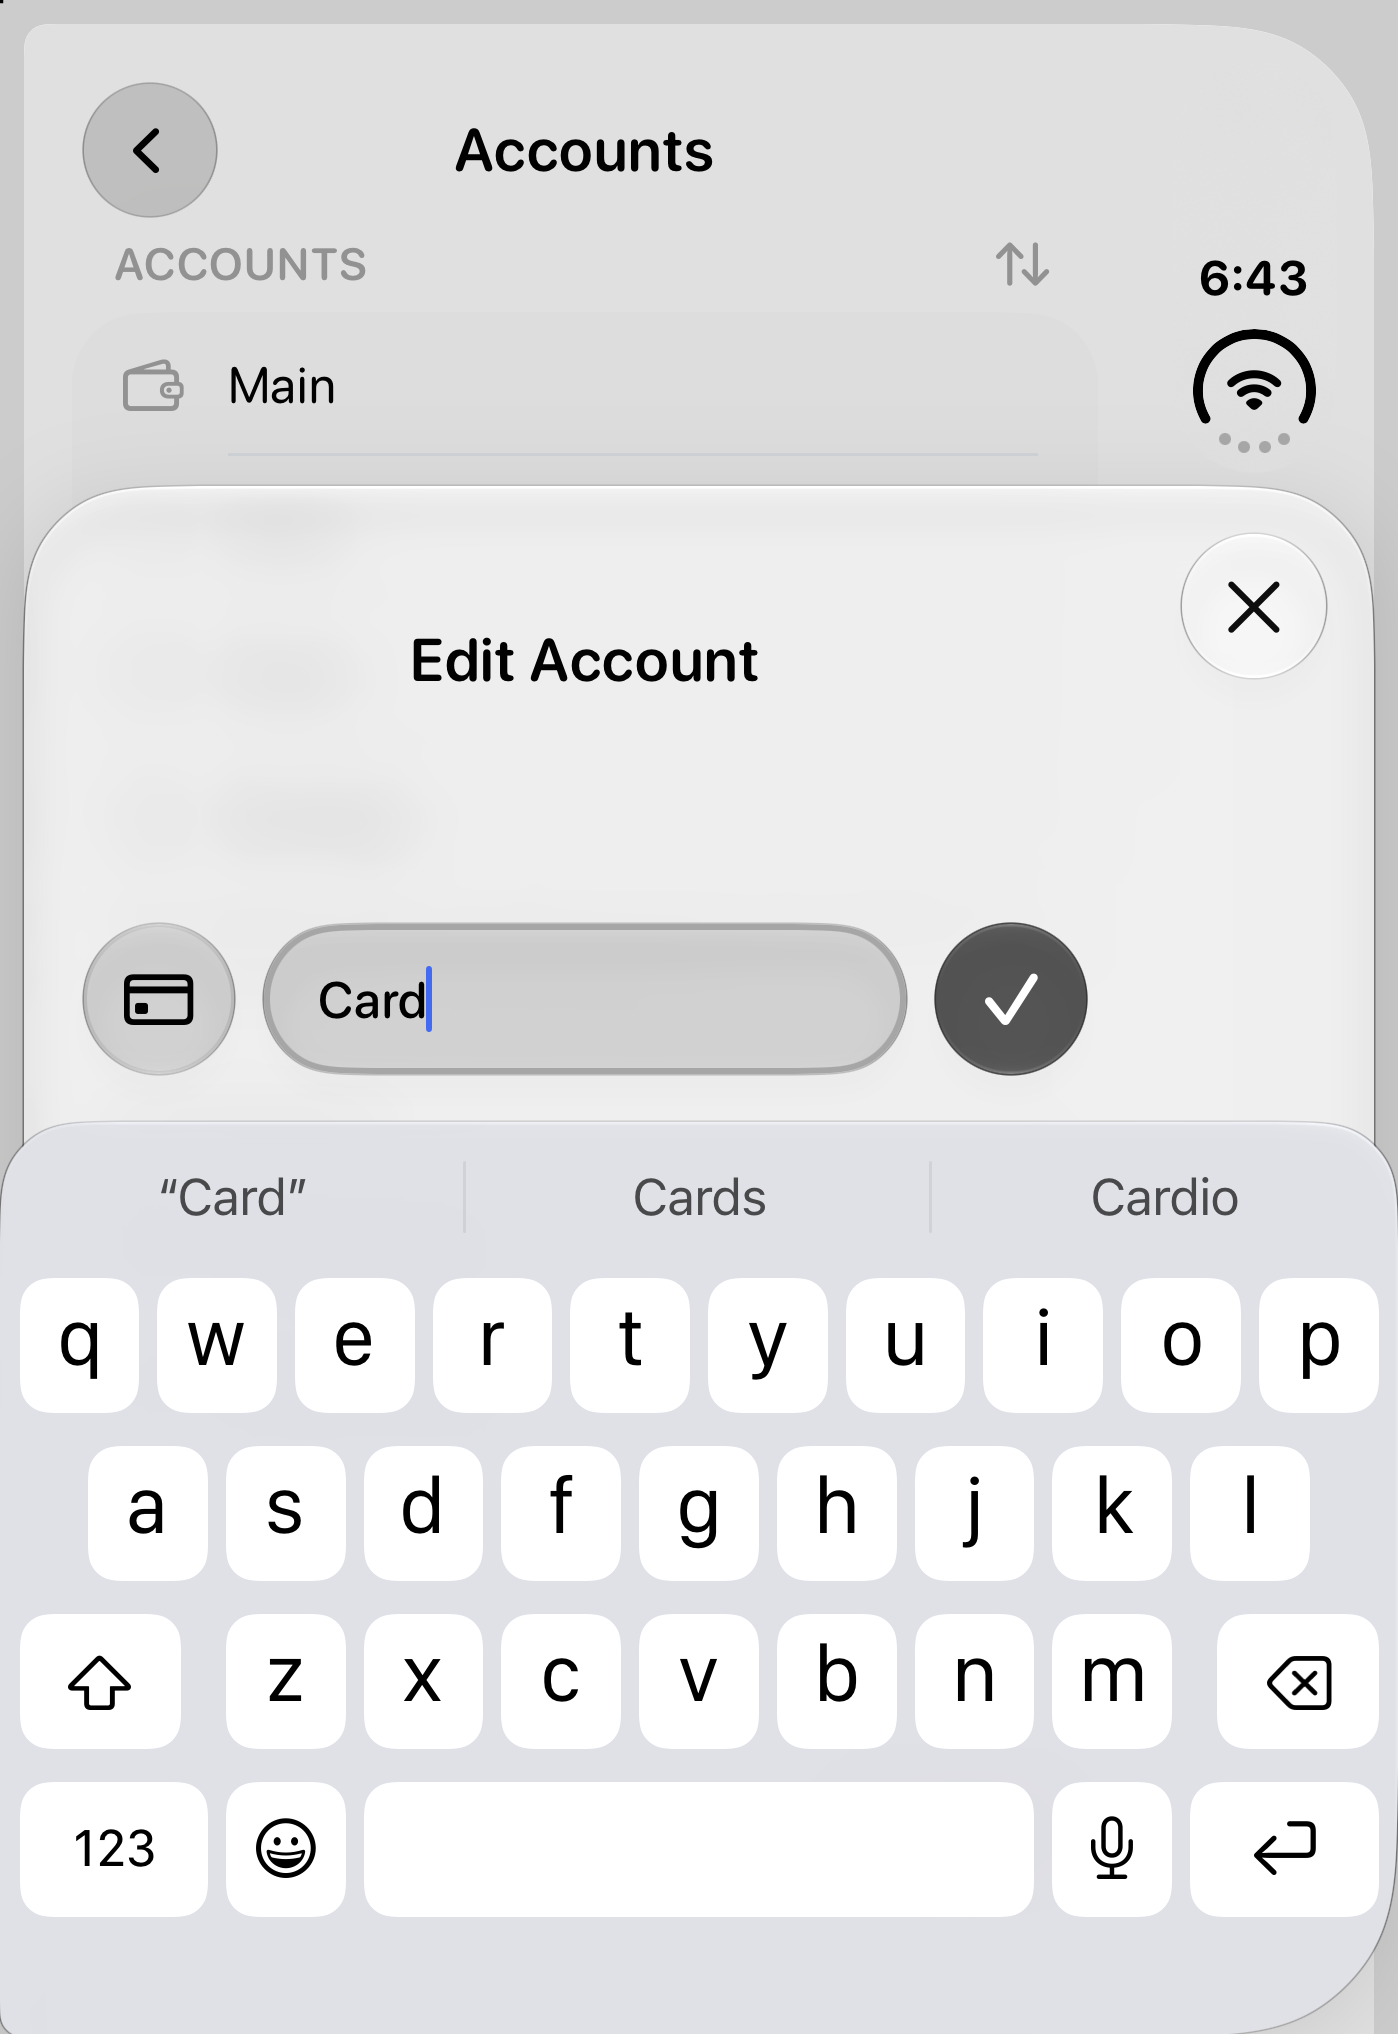 Accounts
ACCOUNTS
6:43
Main
Edit Account
Card
“Card” Cards Cardio
q w e r t y u i o p
a s d f g h j k l
z x c v b n m
123